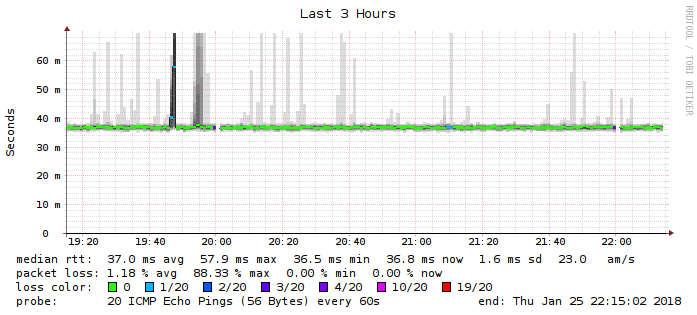 Last 3 Hours
RRDTOOL / TOBI OETIKER
Seconds
60 m
50 m
40 m
30 m
20 m
10 m
0
19:20 19:40 20:00 20:20 20:40 21:00 21:20 21:40 22:00
median rtt: 37.0 ms avg 57.9 ms max 36.5 ms min 36.8 ms now 1.6 ms sd 23.0 am/s
packet loss: 1.18 % avg 88.33 % max 0.00 % min 0.00 % now
loss color: 0 1/20 2/20 3/20 4/20 10/20 19/20
probe: 20 ICMP Echo Pings (56 Bytes) every 60s end: Thu Jan 25 22:15:02 2018